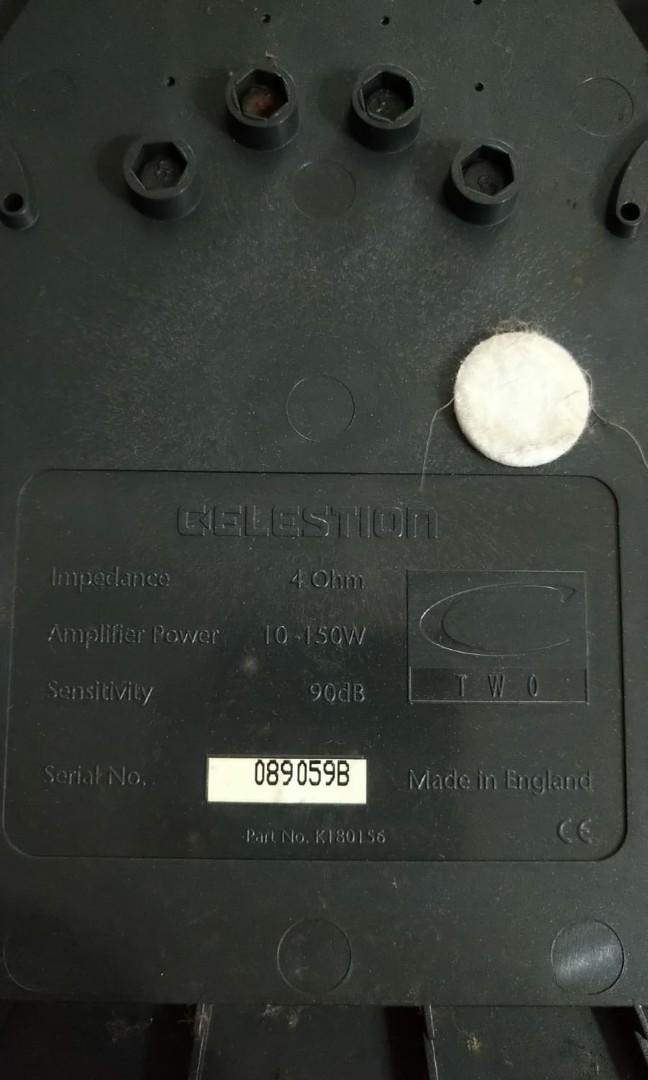 CELESTION
Impedance 4 Ohm
Amplifier Power 10-150W
Sensitivity 90dB
TWO
Serial No. 089059B Made in England
Part No. K180156
CE